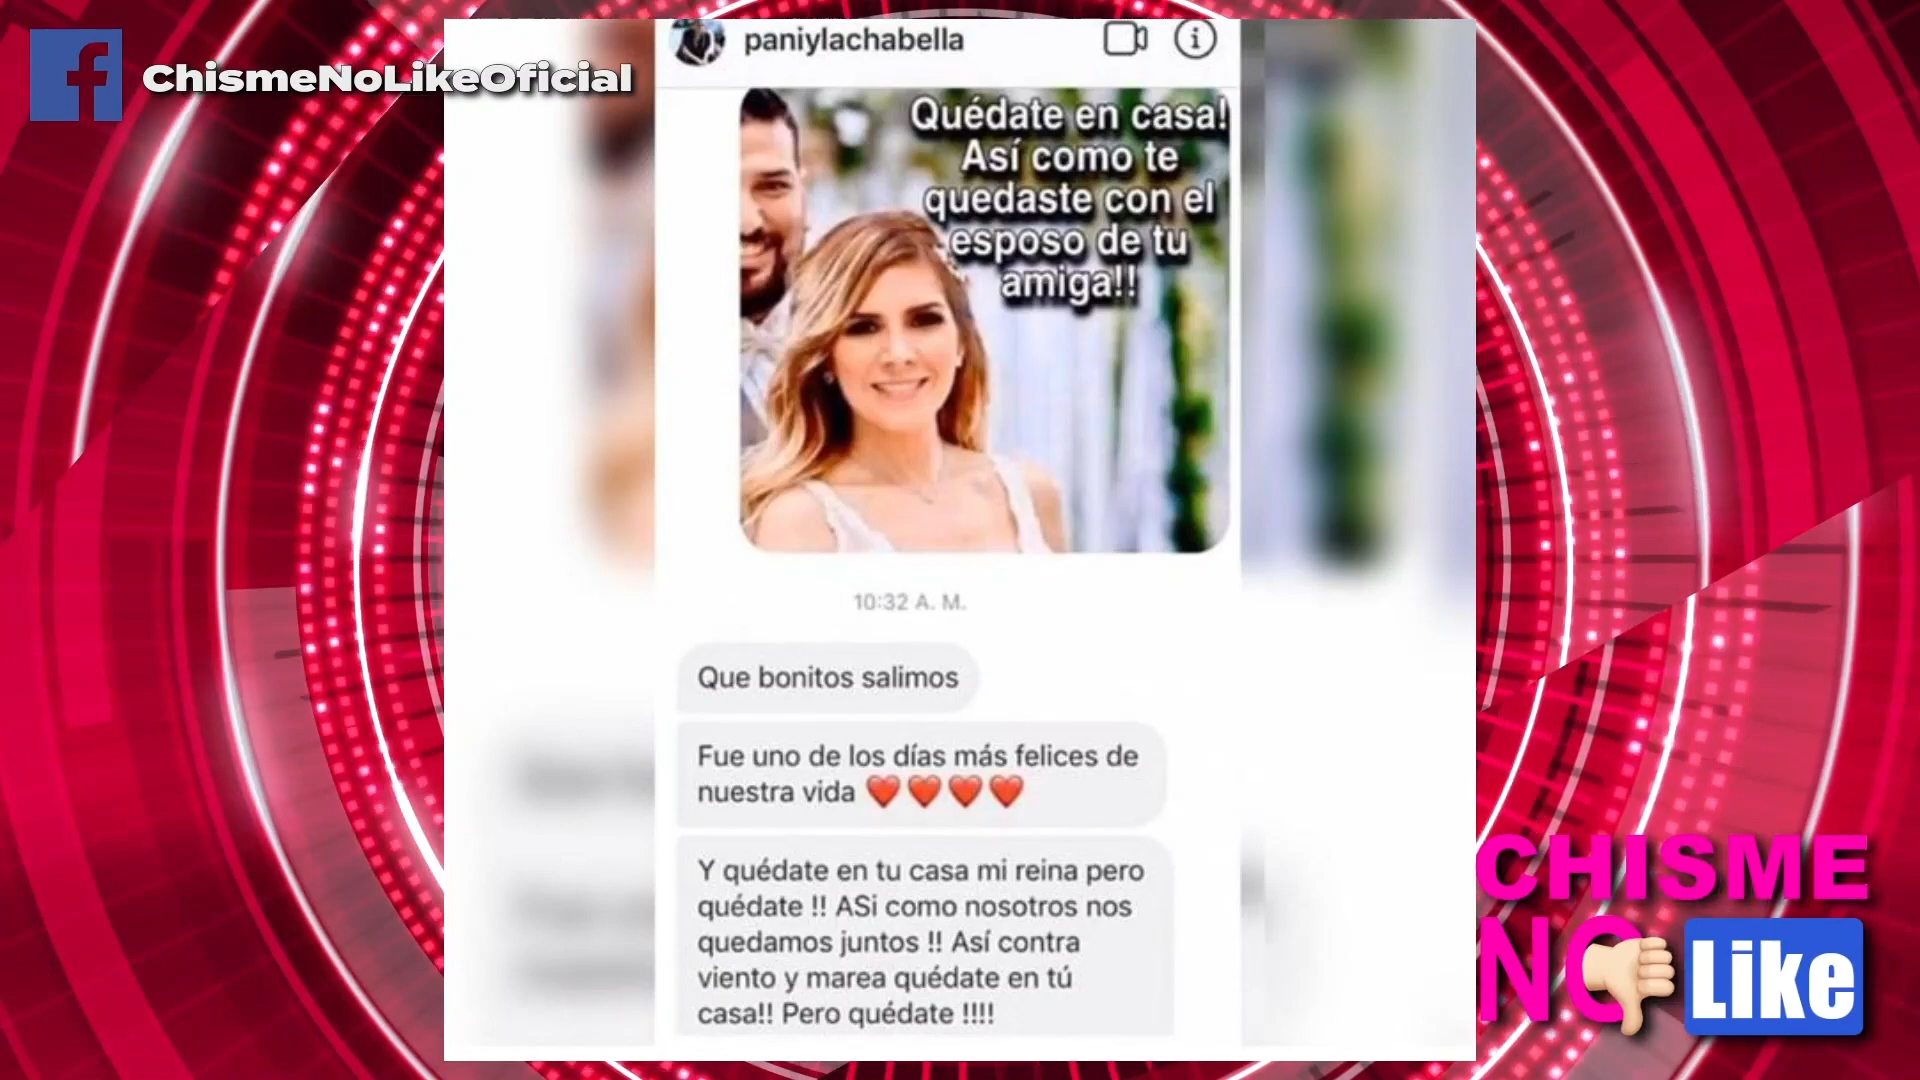 ChismeNoLikeOficial
paniylachabella
Quédate en casa!
Así como te
quedaste con el
esposo de tu
amiga!!
10:32 A. M.
Que bonitos salimos
Fue uno de los días más felices de
nuestra vida ❤️❤️❤️❤️
Y quédate en tu casa mi reina pero
quédate !! ASi como nosotros nos
quedamos juntos !! Así contra
viento y marea quédate en tú
casa!! Pero quédate !!!!
CHISME
NO Like